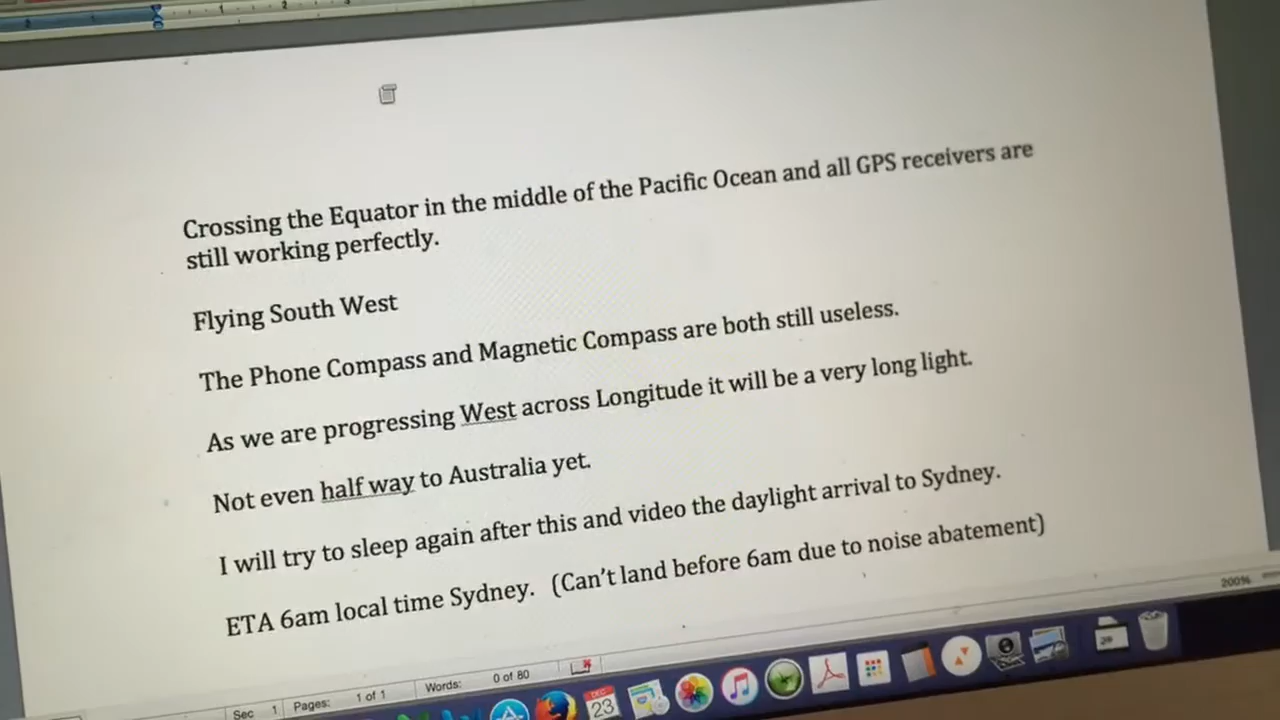 Crossing the Equator in the middle of the Pacific Ocean and all GPS receivers are
still working perfectly.
Flying South West
The Phone Compass and Magnetic Compass are both still useless.
As we are progressing West across Longitude it will be a very long light.
Not even half way to Australia yet.
I will try to sleep again after this and video the daylight arrival to Sydney.
ETA 6am local time Sydney. (Can't land before 6am due to noise abatement)
200%
Sec 1 Pages: 1 of 1 Words: 0 of 80
DEC
23